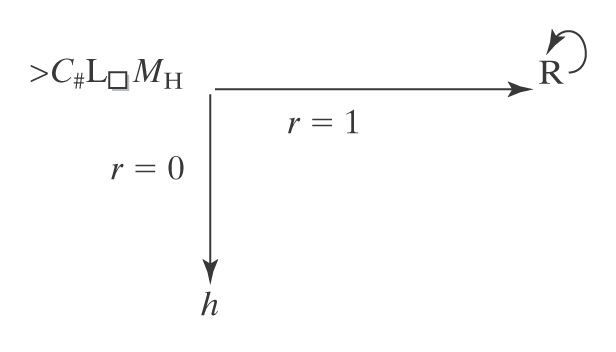 >C#L□MH R
r = 1
r = 0
h